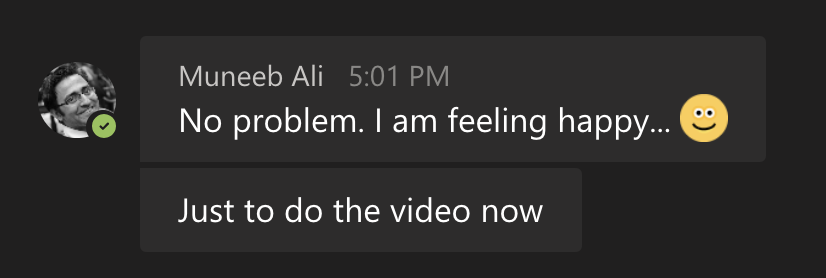 Muneeb Ali 5:01 PM
No problem. I am feeling happy...
Just to do the video now